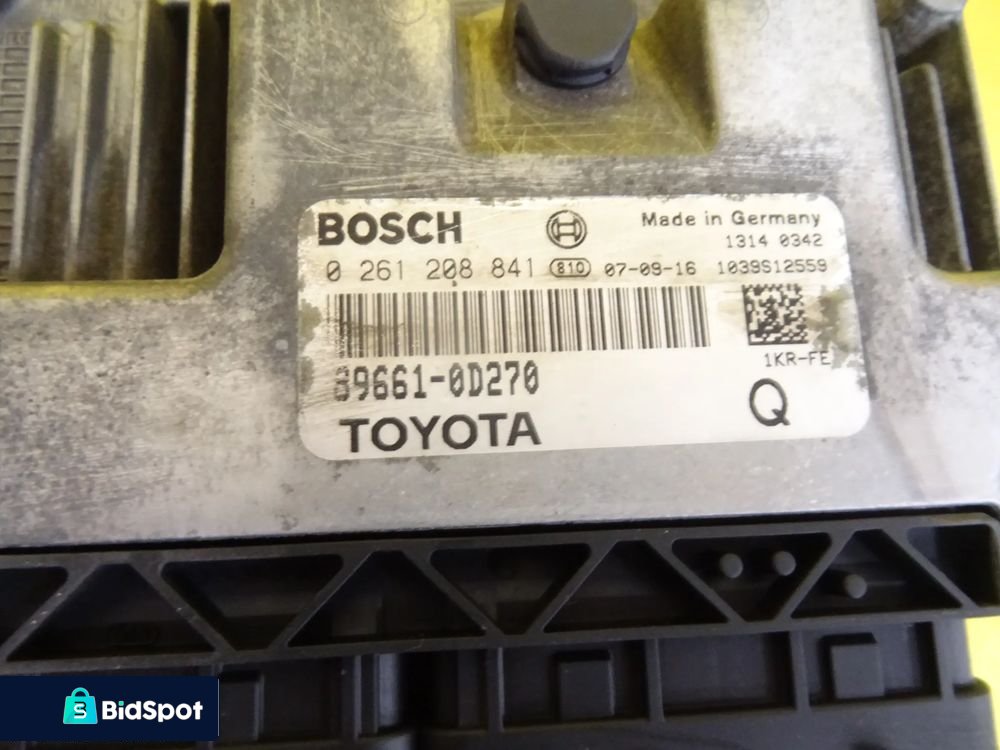 BOSCH Made in Germany
1314 0342
0 261 208 841 810 07-09-16 1039S12559
1KR-FE
89661-0D270
Q
TOYOTA
BidSpot